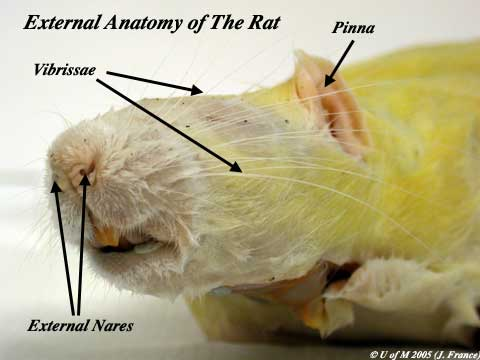 External Anatomy of The Rat
Pinna
Vibrissae
External Nares
© U of M 2005 (J. France)